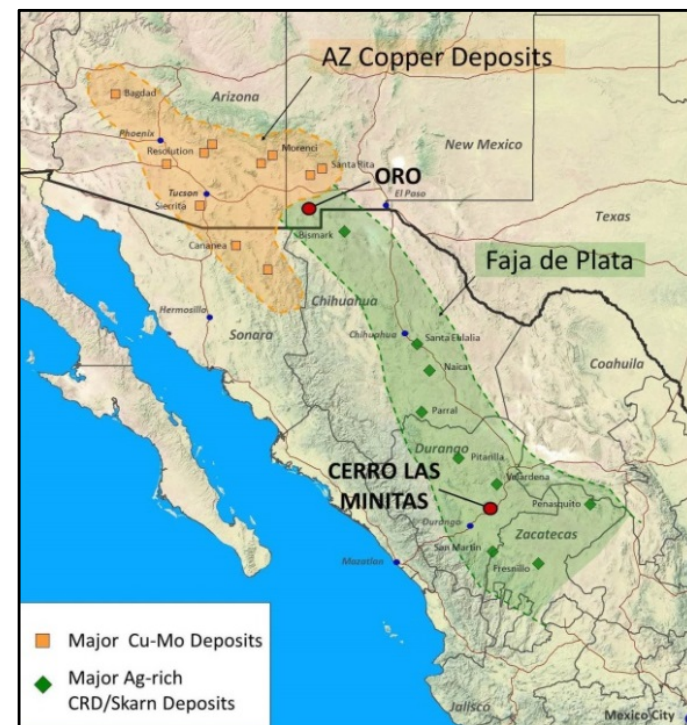 AZ Copper Deposits
Bagdad
Arizona
Phoenix
New Mexico
Resolution
Morenci
Santa Rita
ORO
Tucson
El Paso
Sierrita
Texas
Bismark
Cananea
Faja de Plata
Chihuahua
Hermosillo
Sonara
Chihuahua
Santa Eulalia
Coahuila
Naica
Parral
Durango
Pitarilla
CERRO LAS
MINITAS
Velardena
Penasquito
Durango
Zacatecas
San Martin
Mazatlan
Fresnillo
Major Cu-Mo Deposits
Major Ag-rich
CRD/Skarn Deposits
Jalisco
Mexico City